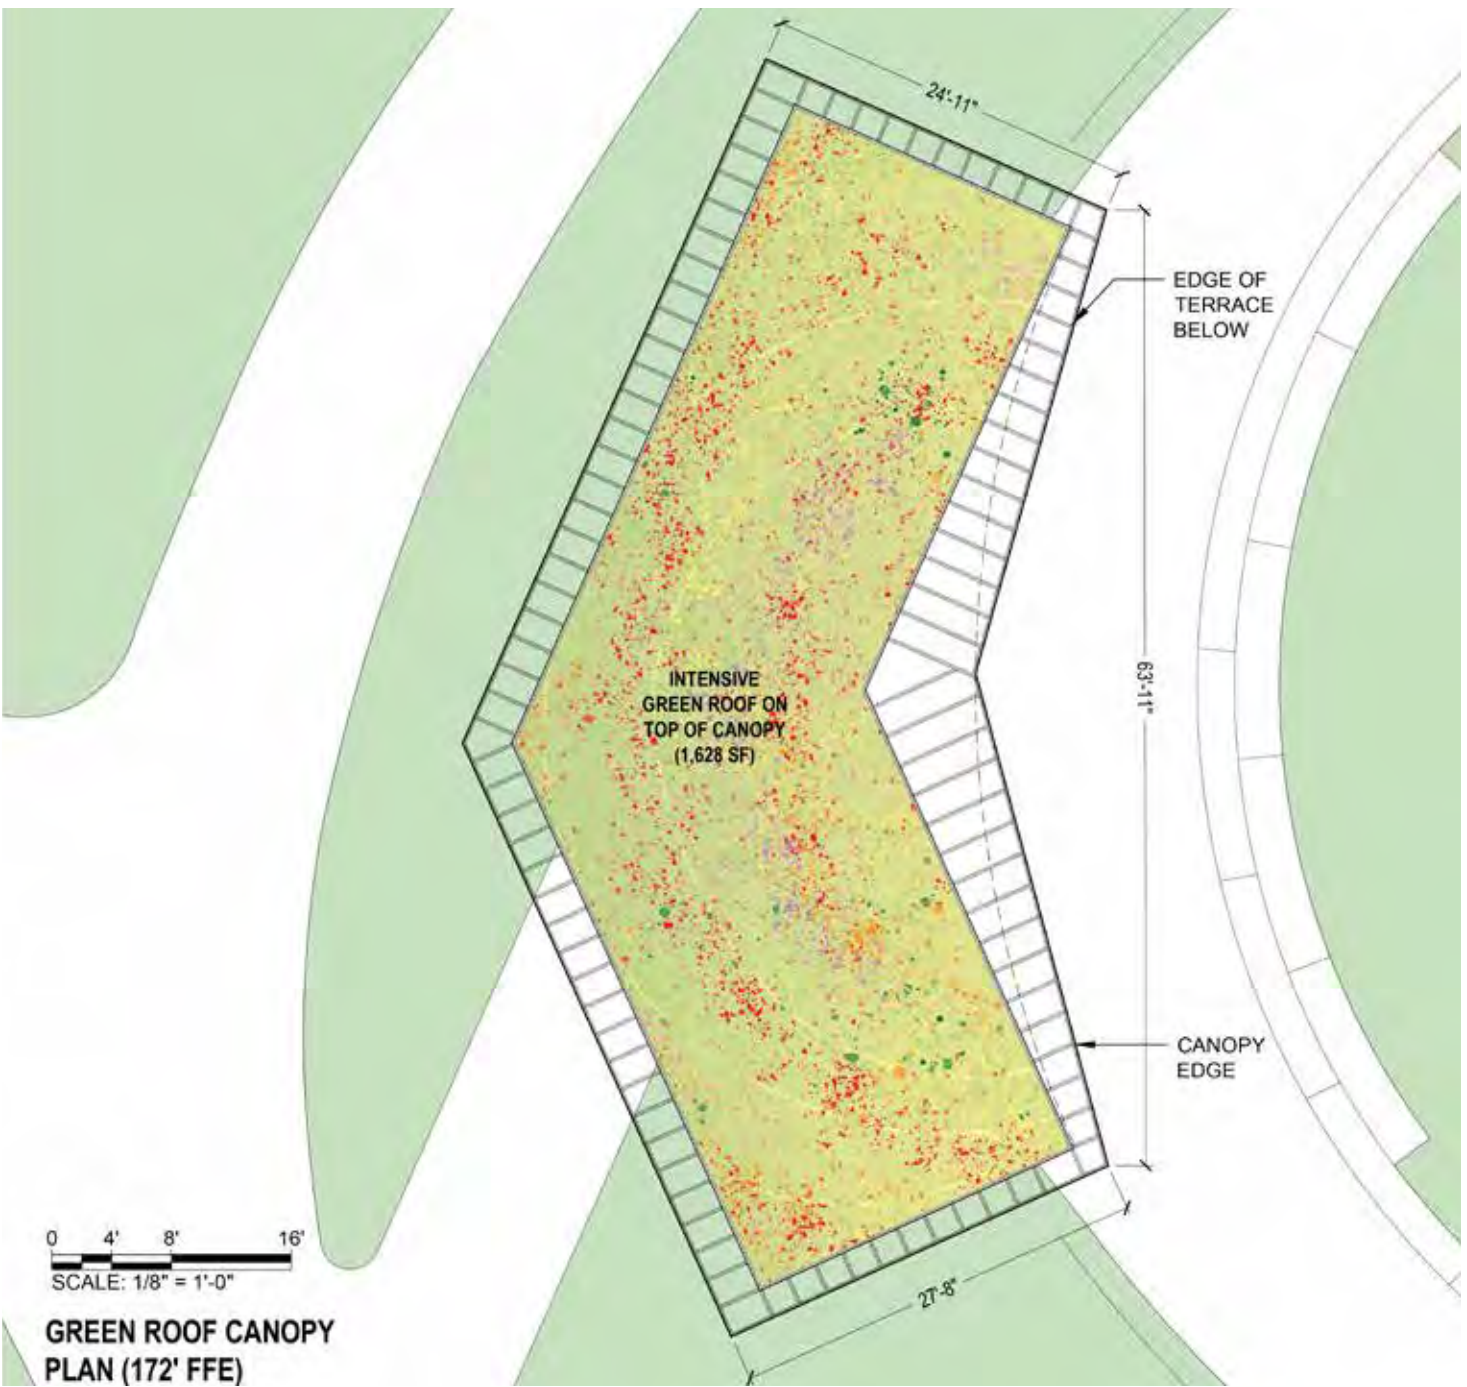 24'-11"
EDGE OF
TERRACE
BELOW
INTENSIVE
GREEN ROOF ON
TOP OF CANOPY
(1,628 SF)
63'-11"
CANOPY
EDGE
27'-8"
0 4' 8' 16'
SCALE: 1/8" = 1'-0"
GREEN ROOF CANOPY
PLAN (172' FFE)